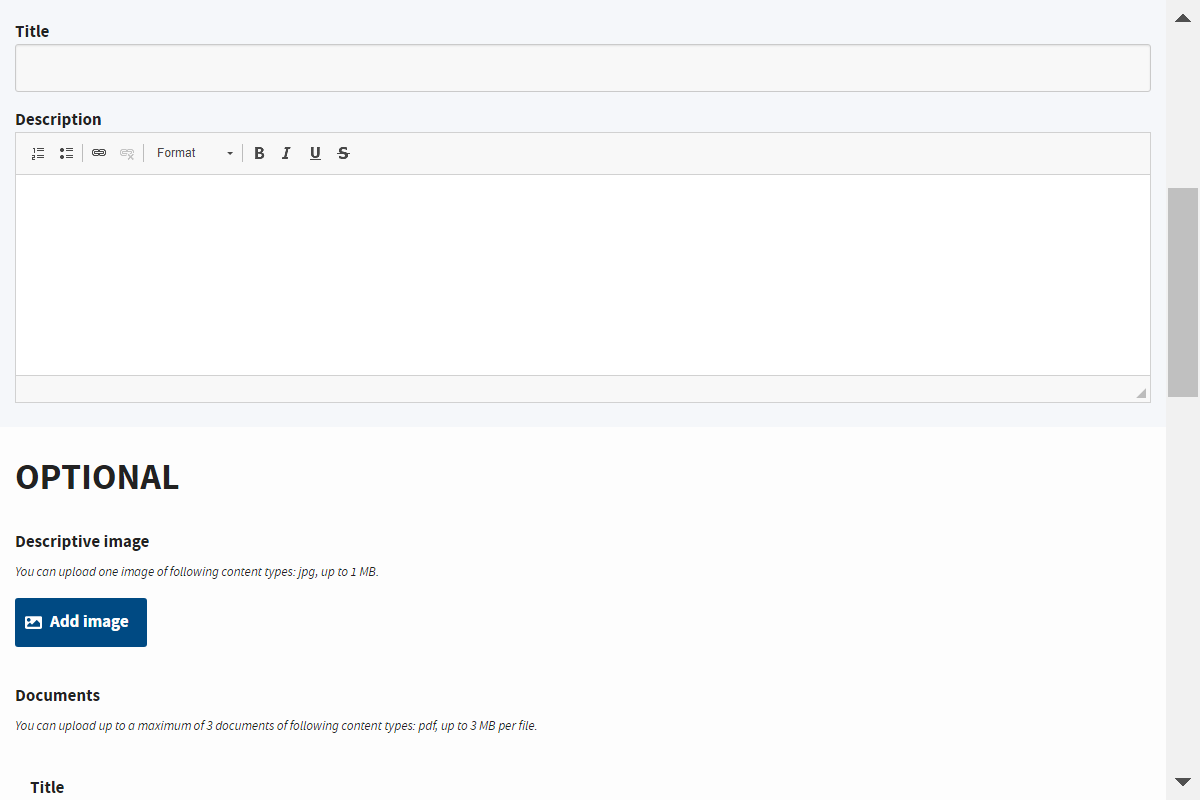 Title
Description
Format
B I U S
OPTIONAL
Descriptive image
You can upload one image of following content types: jpg, up to 1 MB.
Add image
Documents
You can upload up to a maximum of 3 documents of following content types: pdf, up to 3 MB per file.
Title